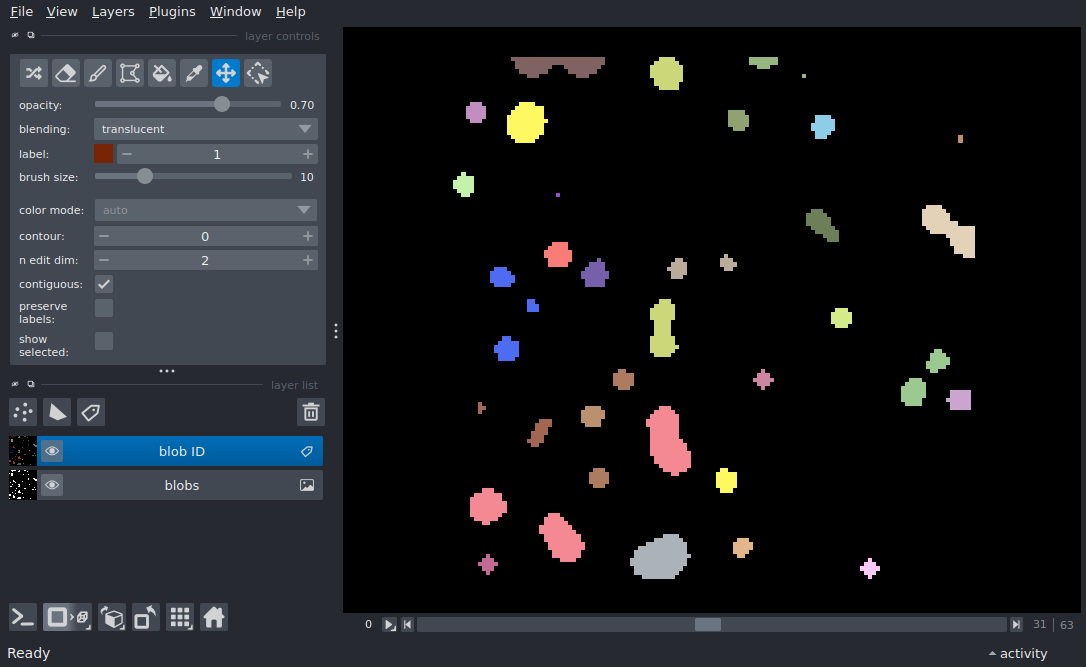 File View Layers Plugins Window Help
layer controls
opacity: 0.70
blending: translucent
label: 1
brush size: 10
color mode: auto
contour: 0
n edit dim: 2
contiguous:
preserve
labels:
show
selected:
layer list
blob ID
blobs
0 31 | 63
Ready activity